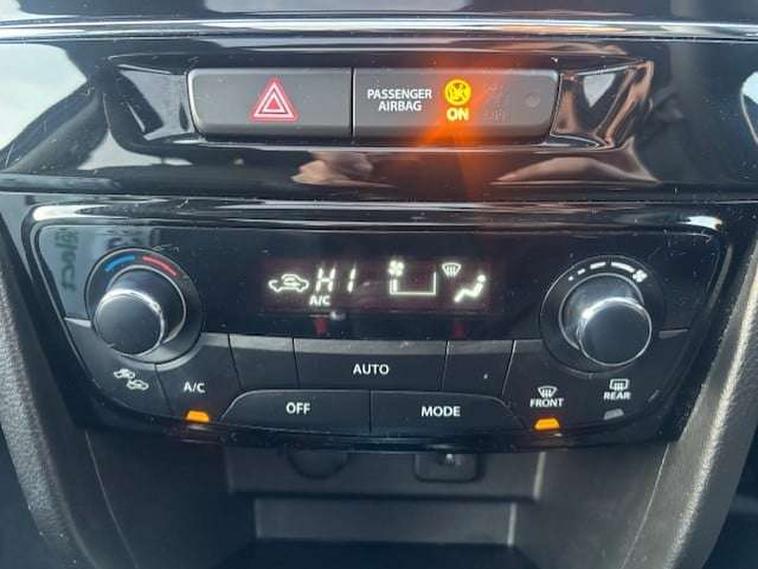 PASSENGER
AIRBAG
ON
HI
A/C
A/C
AUTO
OFF
MODE
FRONT
REAR